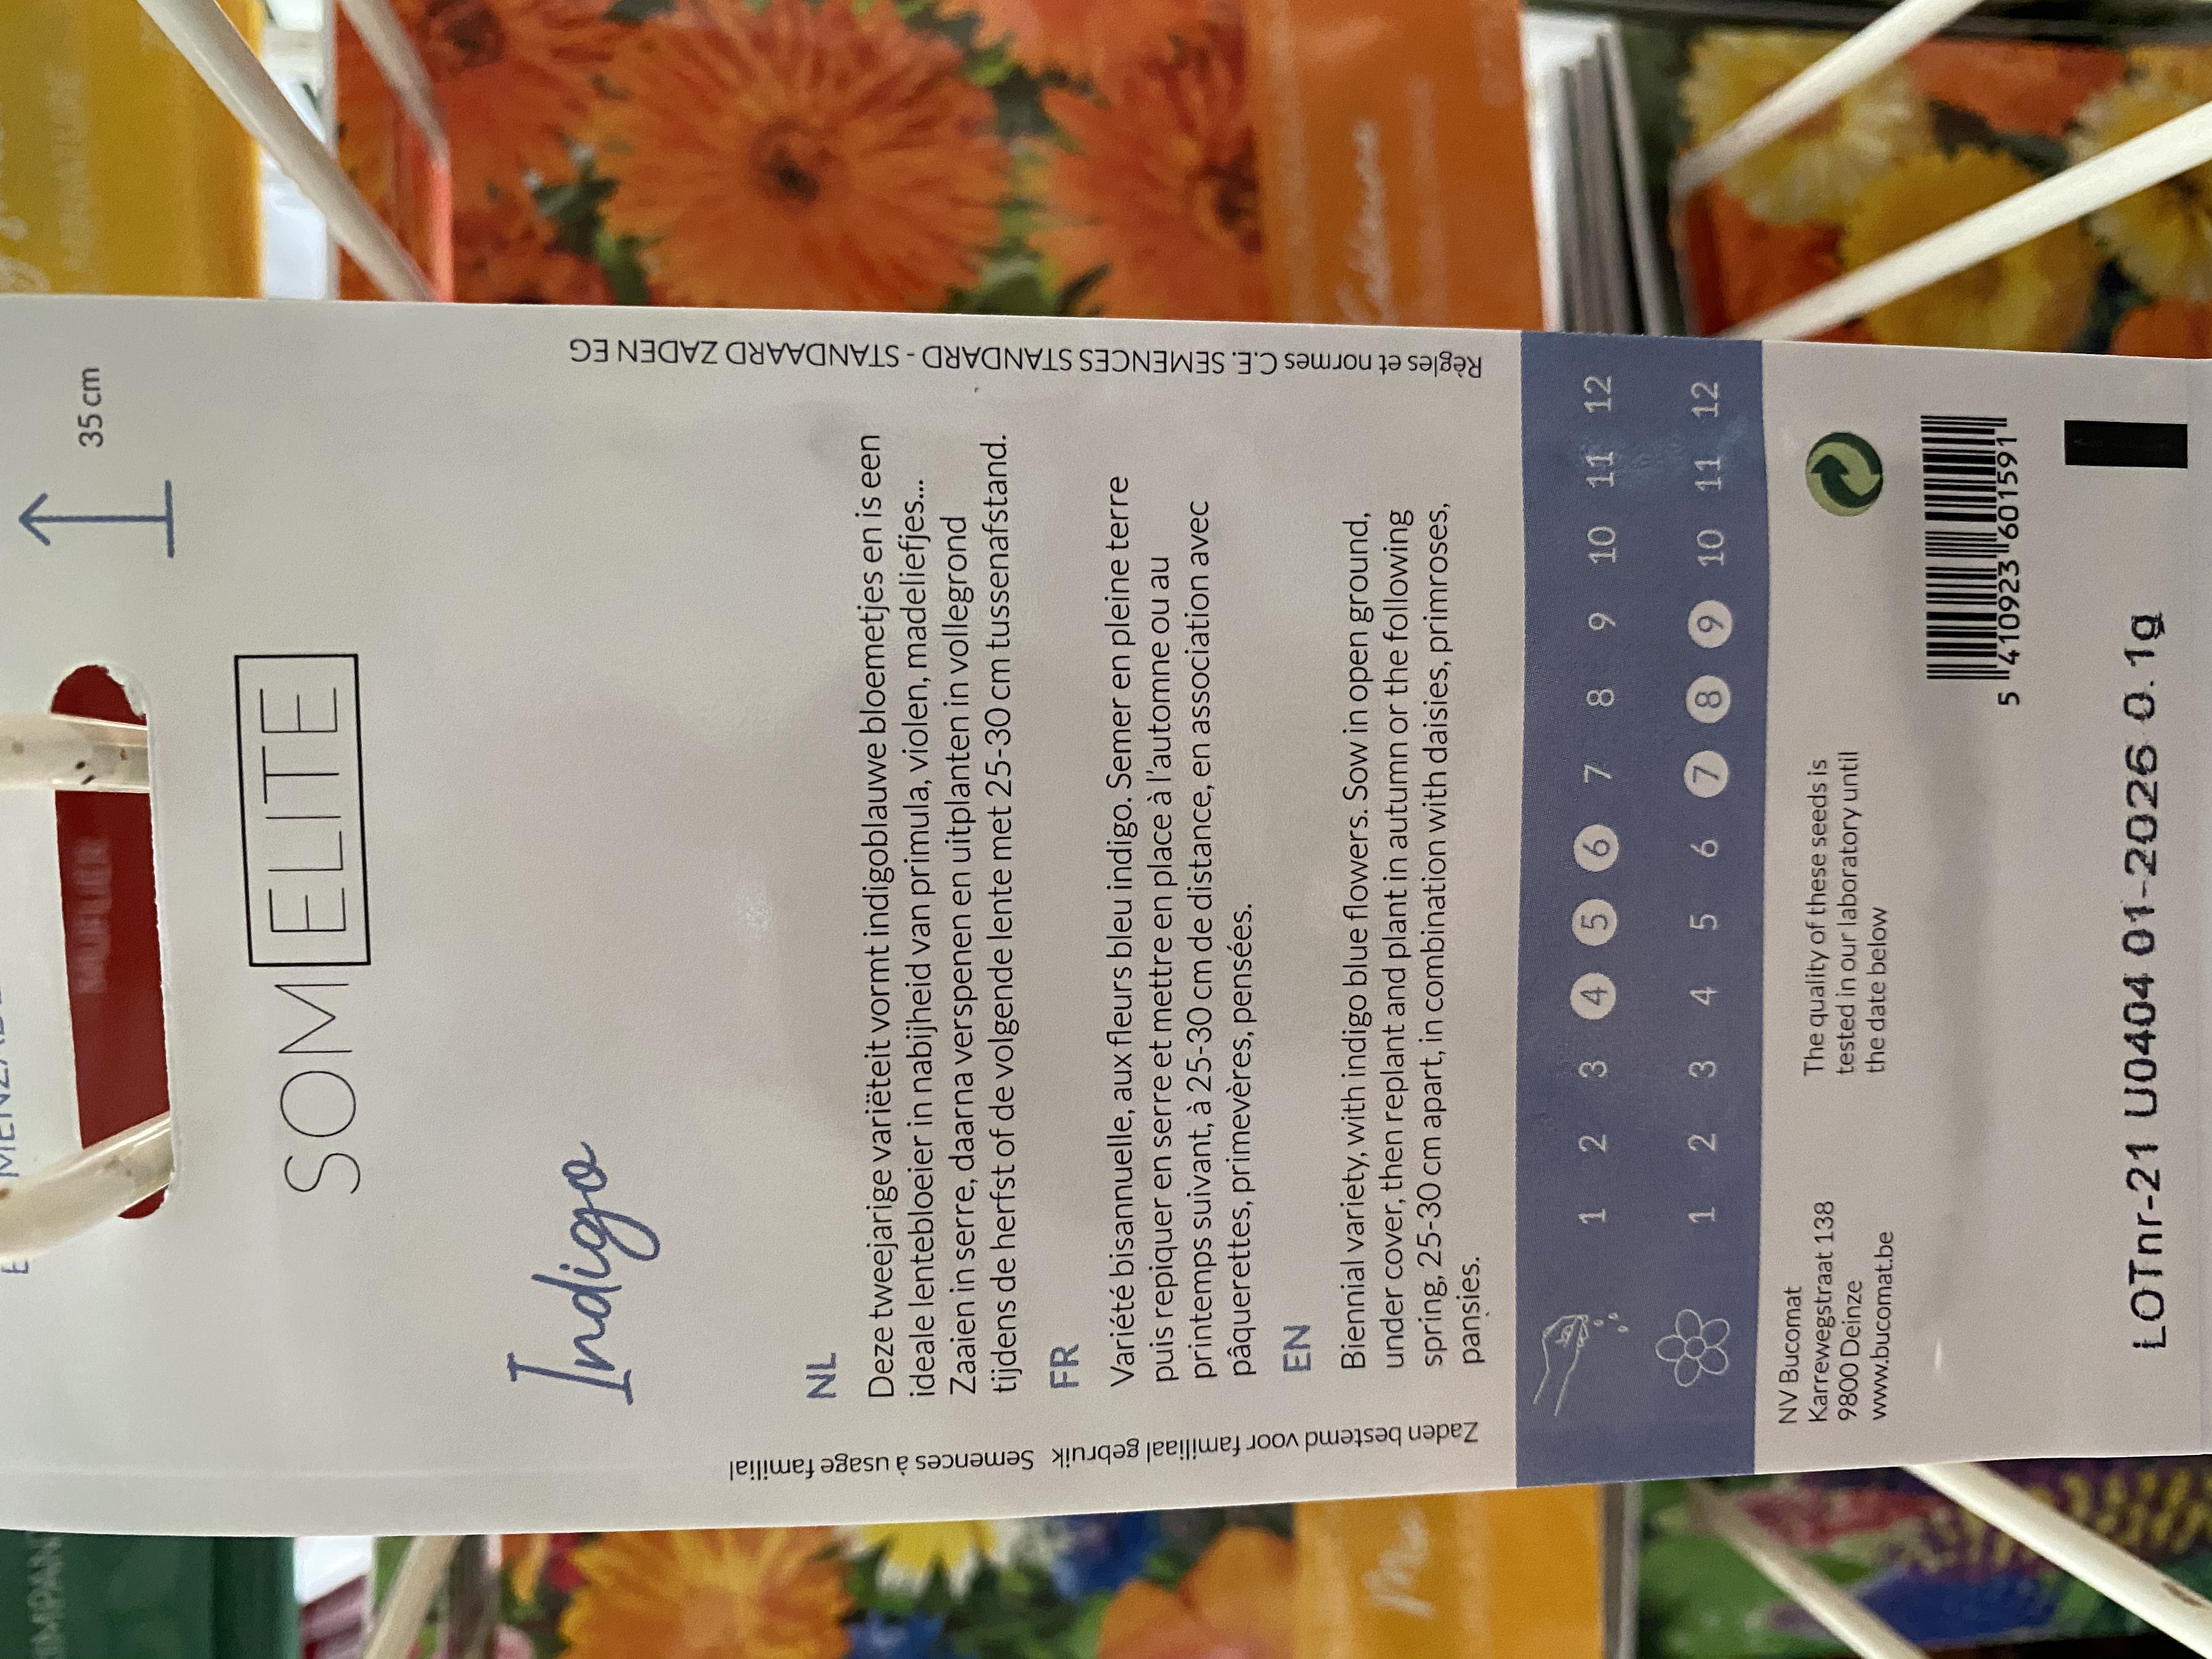 35 cm
SOMELITE
Indigo
NL
Deze tweejarige variëteit vormt indigoblauwe bloemetjes en is een
ideale lentebloeier in nabijheid van primula, violen, madeliefjes...
Zaaien in serre, daarna verspenen en uitplanten in vollegrond
tijdens de herfst of de volgende lente met 25-30 cm tussenafstand.
FR
Variété bisannuelle, aux fleurs bleu indigo. Semer en pleine terre
puis repiquer en serre et mettre en place à l'automne ou au
printemps suivant, à 25-30 cm de distance, en association avec
pâquerettes, primevères, pensées.
EN
Biennial variety, with indigo blue flowers. Sow in open ground,
under cover, then replant and plant in autumn or the following
spring, 25-30 cm apart, in combination with daisies, primroses,
pansies.
Zaden bestemd voor familiaal gebruik Semences à usage familial
Règles et normes C.E. SEMENCES STANDARD - STANDAARD ZADEN EG
1 2 3 4 5 6 7 8 9 10 11 12
1 2 3 4 5 6 7 8 9 10 11 12
NV Bucomat
Karrewegstraat 138
9800 Deinze
www.bucomat.be
The quality of these seeds is
tested in our laboratory until
the date below
5 410923 601591
LOTnr-21 U0404 01-2026 0.1g